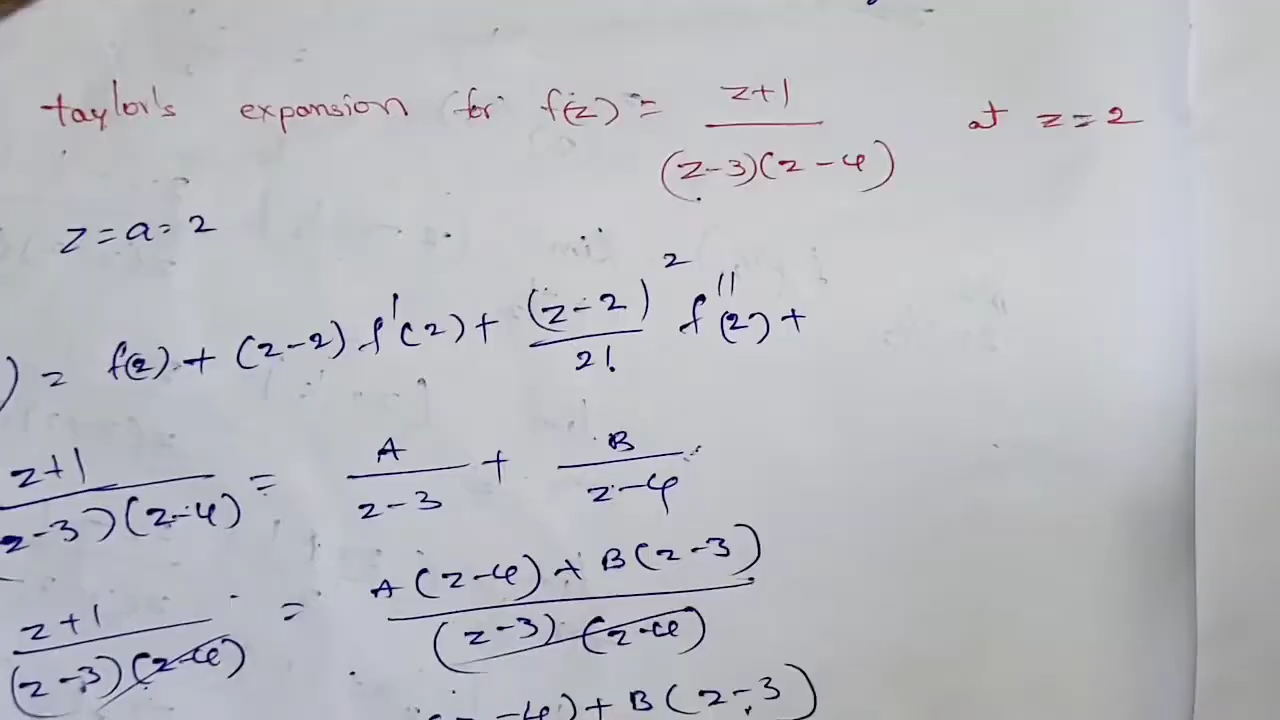 taylor's expansion for f(z) = z+1 / (z-3)(z-4) at z=2
z=a=2
) = f(2) + (z-2) f'(2) + (z-2)^2 / 2! f''(2) +
z+1 / (z-3)(z-4) = A / z-3 + B / z-4
z+1 / (z-3)(z-4) = A(z-4) + B(z-3) / (z-3)(z-4)
-4) + B(z-3)